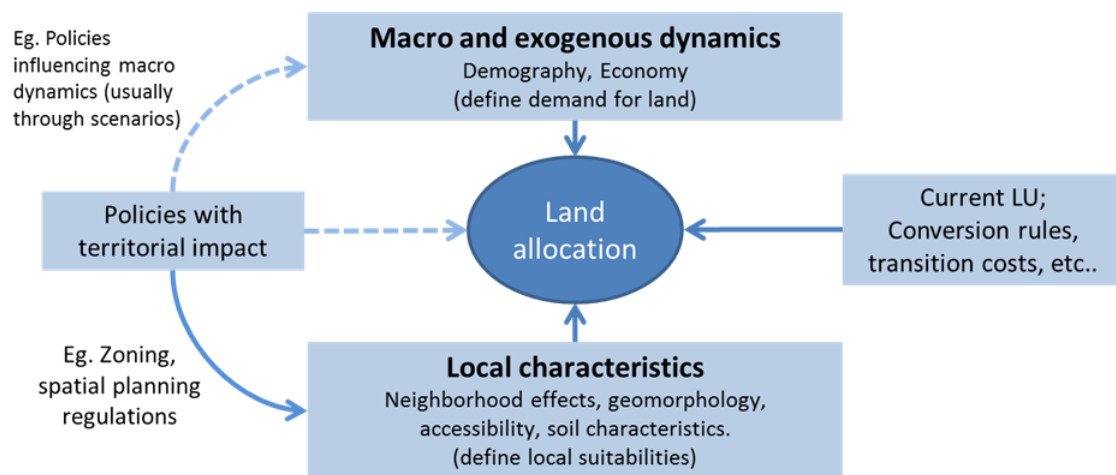 Eg. Policies
influencing macro
dynamics (usually
through scenarios)
Macro and exogenous dynamics
Demography, Economy
(define demand for land)
Policies with
territorial impact
Land
allocation
Current LU;
Conversion rules,
transition costs, etc..
Eg. Zoning,
spatial planning
regulations
Local characteristics
Neighborhood effects, geomorphology,
accessibility, soil characteristics.
(define local suitabilities)